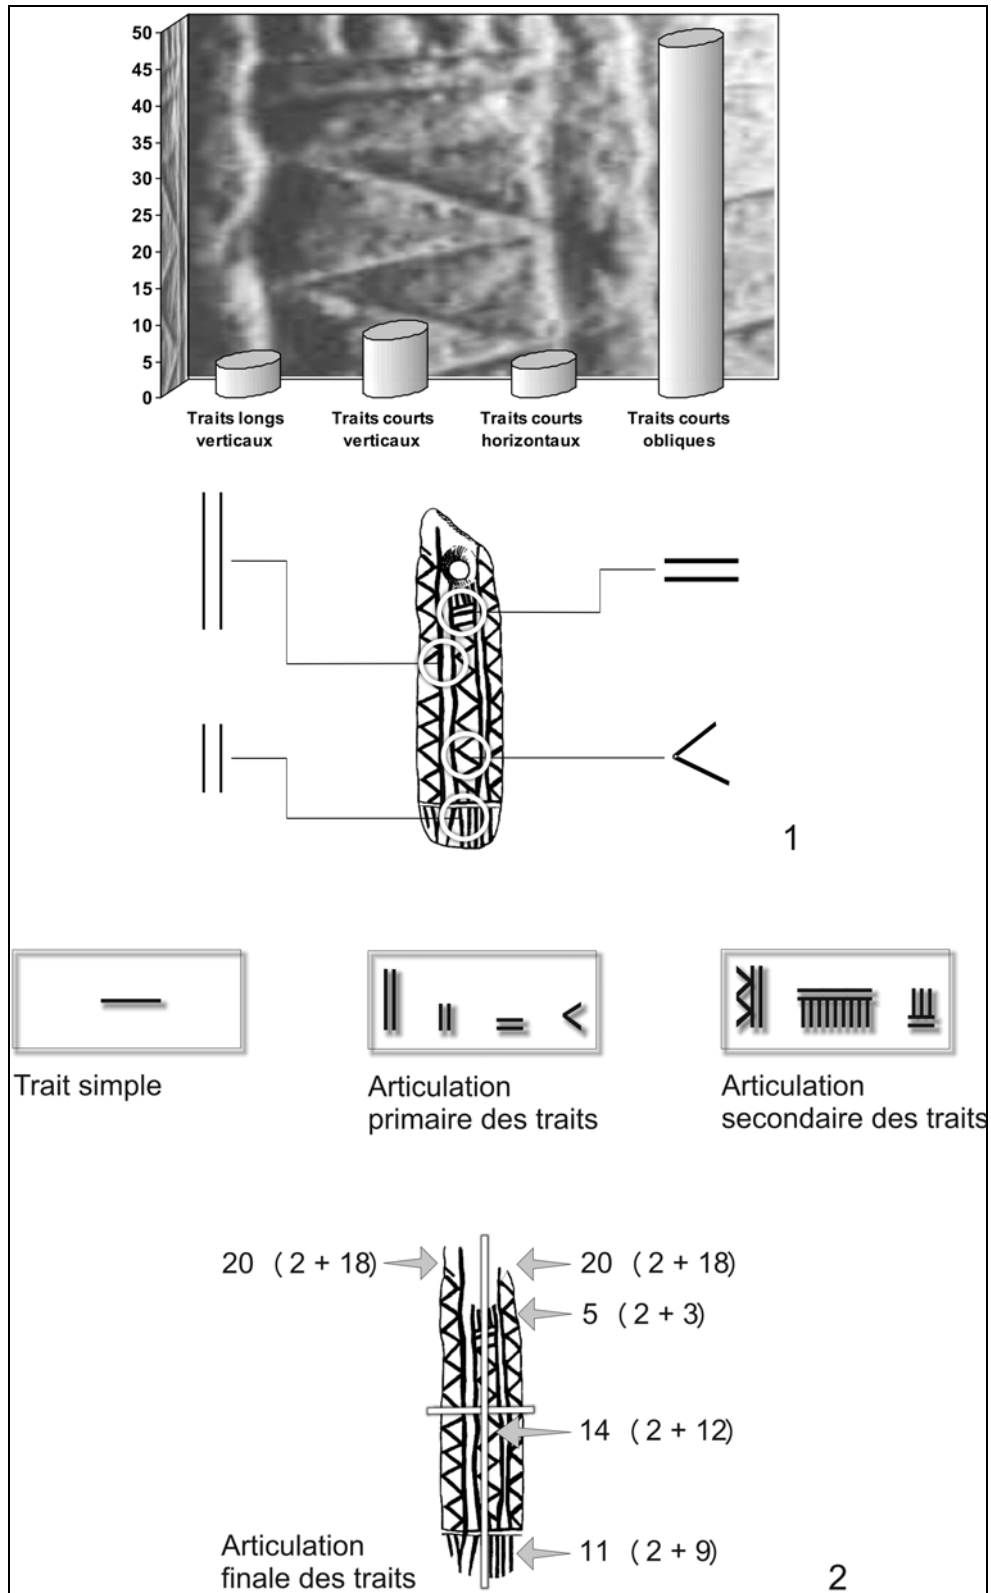 50
45
40
35
30
25
20
15
10
5
0
Traits longs verticaux
Traits courts verticaux
Traits courts horizontaux
Traits courts obliques
1
Trait simple
Articulation
primaire des traits
Articulation
secondaire des traits
20 (2 + 18)
20 (2 + 18)
5 (2 + 3)
14 (2 + 12)
11 (2 + 9)
Articulation
finale des traits
2